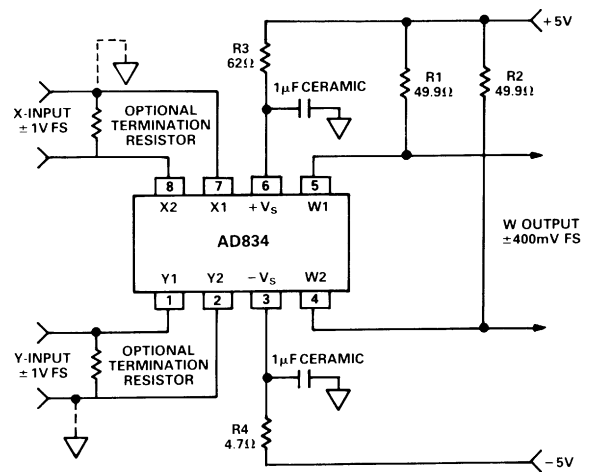 +5V
R3
62Ω
R1
49.9Ω
R2
49.9Ω
1μF CERAMIC
X-INPUT
±1V FS
OPTIONAL
TERMINATION
RESISTOR
8
7
6
5
X2
X1
+VS
W1
AD834
W OUTPUT
±400mV FS
Y1
Y2
−VS
W2
1
2
3
4
Y-INPUT
±1V FS
OPTIONAL
TERMINATION
RESISTOR
1μF CERAMIC
R4
4.7Ω
−5V